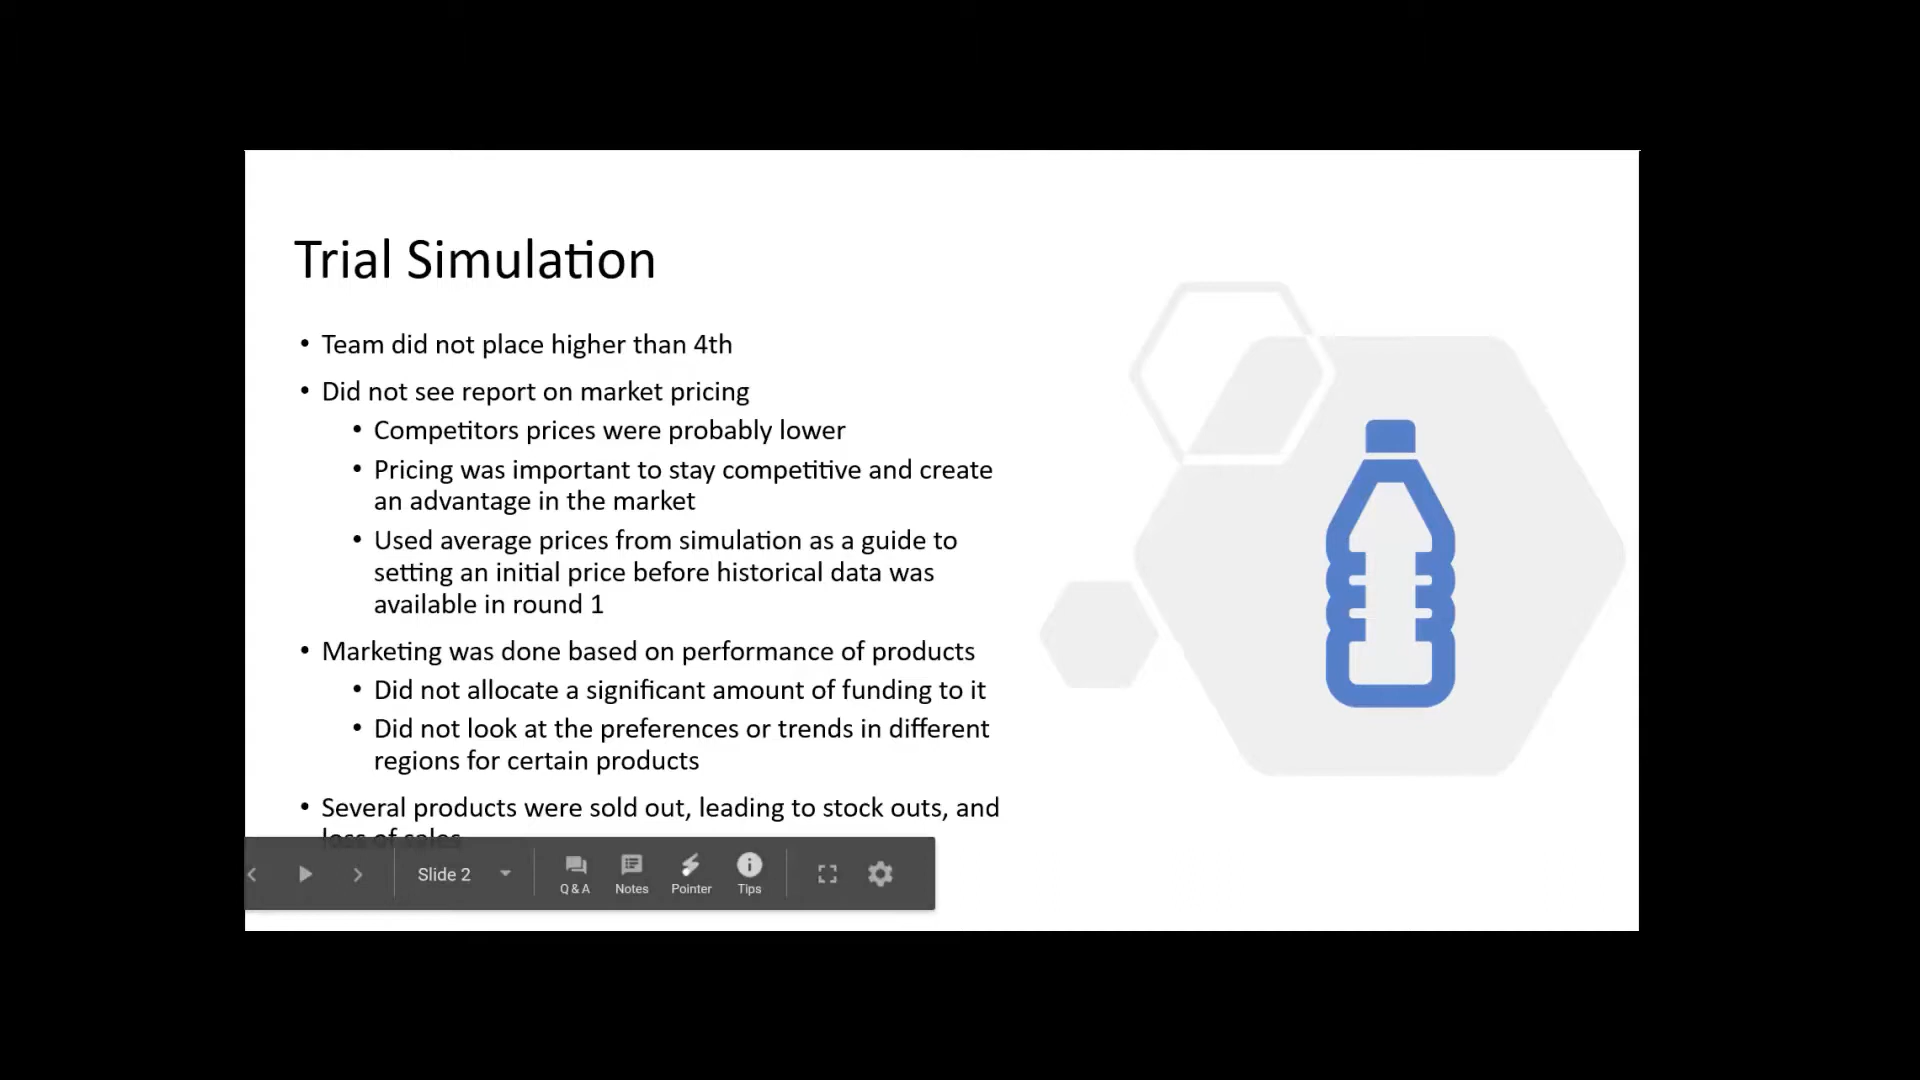 Trial Simulation
• Team did not place higher than 4th
• Did not see report on market pricing
• Competitors prices were probably lower
• Pricing was important to stay competitive and create
an advantage in the market
• Used average prices from simulation as a guide to
setting an initial price before historical data was
available in round 1
• Marketing was done based on performance of products
• Did not allocate a significant amount of funding to it
• Did not look at the preferences or trends in different
regions for certain products
• Several products were sold out, leading to stock outs, and
loss of sales
Slide 2
Q & A
Notes
Pointer
Tips